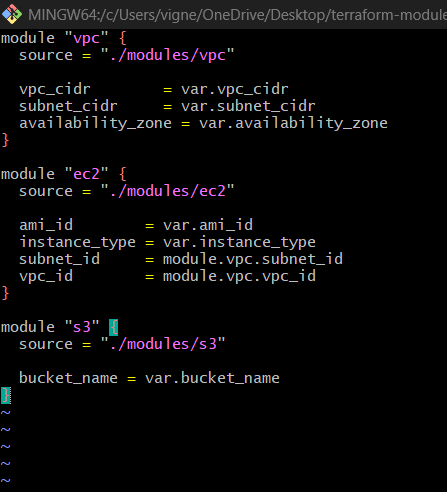 MINGW64:/c/Users/vigne/OneDrive/Desktop/terraform-module
module "vpc" {
  source = "./modules/vpc"

  vpc_cidr          = var.vpc_cidr
  subnet_cidr       = var.subnet_cidr
  availability_zone = var.availability_zone
}

module "ec2" {
  source = "./modules/ec2"

  ami_id        = var.ami_id
  instance_type = var.instance_type
  subnet_id     = module.vpc.subnet_id
  vpc_id        = module.vpc.vpc_id
}

module "s3" {
  source = "./modules/s3"

  bucket_name = var.bucket_name
}
~
~
~
~
~